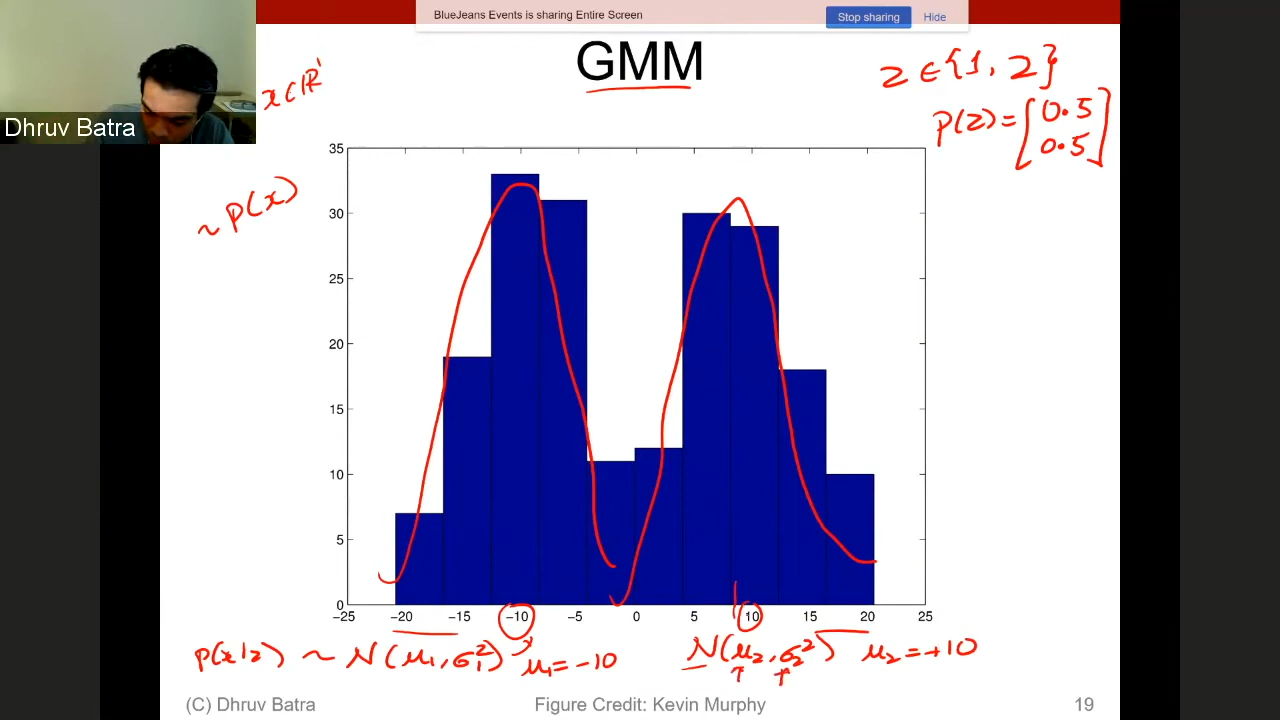 BlueJeans Events is sharing Entire Screen
Stop sharing
Hide
GMM
Dhruv Batra
x ∈ ℝ¹
z ∈ {1, 2}
p(z) = [0.5
0.5]
~ p(x)
35
30
25
20
15
10
5
0
−25 −20 −15 −10 −5 0 5 10 15 20 25
p(x|z) ~ N(μ₁, σ₁²) μ₁ = −10
N(μ₂, σ₂²) μ₂ = +10
(C) Dhruv Batra
Figure Credit: Kevin Murphy
19